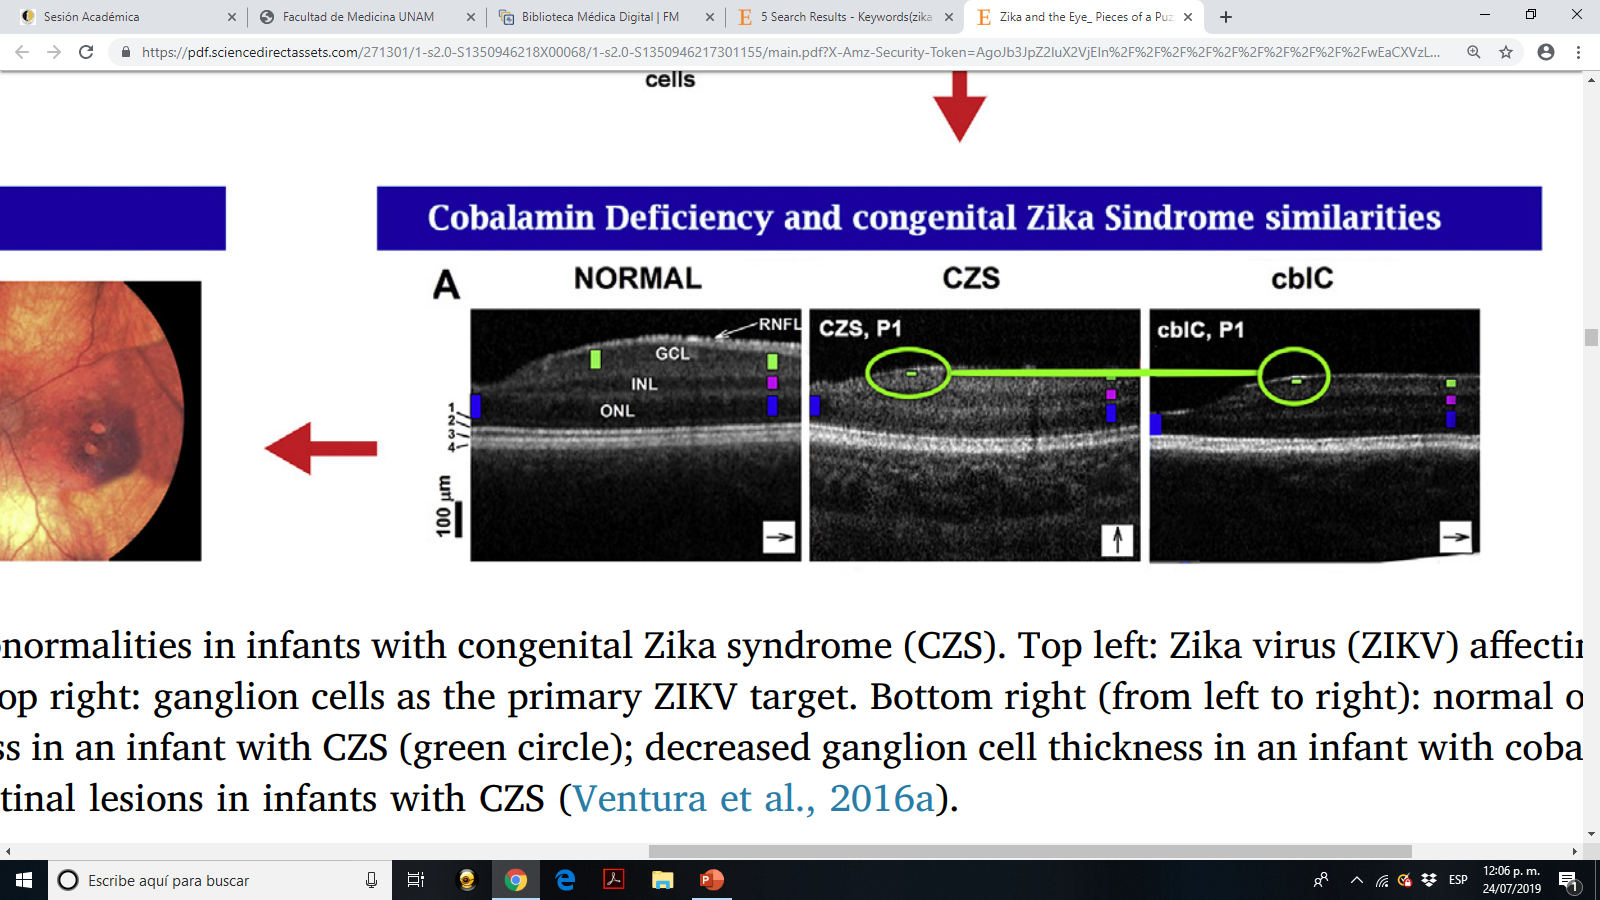 Sesión Académica
Facultad de Medicina UNAM
Biblioteca Médica Digital | FM
5 Search Results - Keywords(zika
Zika and the Eye_ Pieces of a Puz
https://pdf.sciencedirectassets.com/271301/1-s2.0-S1350946218X00068/1-s2.0-S1350946217301155/main.pdf?X-Amz-Security-Token=AgoJb3JpZ2luX2VjEIn%2F%2F%2F%2F%2F%2F%2F%2F%2F%2FwEaCXVzL...
cells
Cobalamin Deficiency and congenital Zika Sindrome similarities
A
NORMAL
CZS
cblC
RNFL
GCL
INL
ONL
1
2
3
4
100 µm
CZS, P1
cblC, P1
normalities in infants with congenital Zika syndrome (CZS). Top left: Zika virus (ZIKV) affectin
op right: ganglion cells as the primary ZIKV target. Bottom right (from left to right): normal o
ss in an infant with CZS (green circle); decreased ganglion cell thickness in an infant with coba
tinal lesions in infants with CZS (Ventura et al., 2016a).
Escribe aquí para buscar
ESP
12:06 p. m.
24/07/2019
1